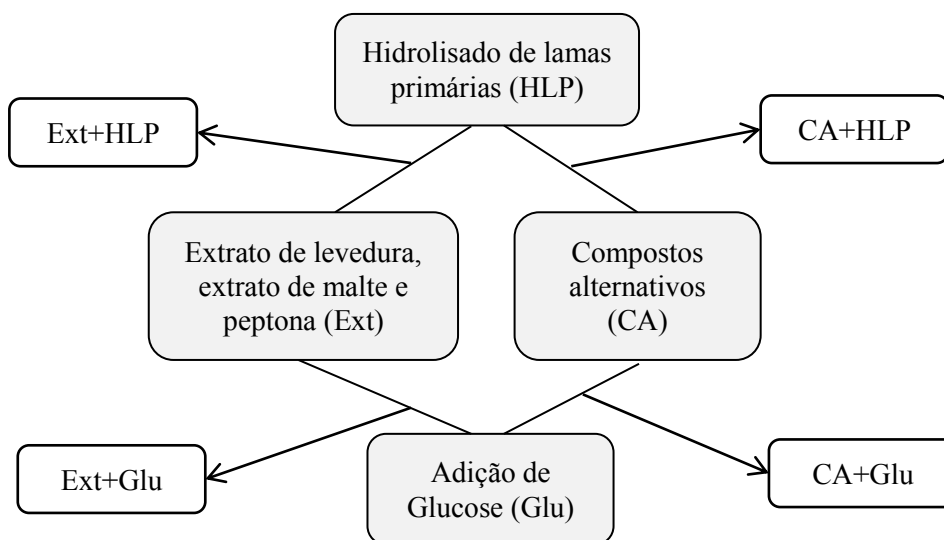 Hidrolisado de lamas
primárias (HLP)
Ext+HLP
CA+HLP
Extrato de levedura,
extrato de malte e
peptona (Ext)
Compostos
alternativos
(CA)
Ext+Glu
Adição de
Glucose (Glu)
CA+Glu